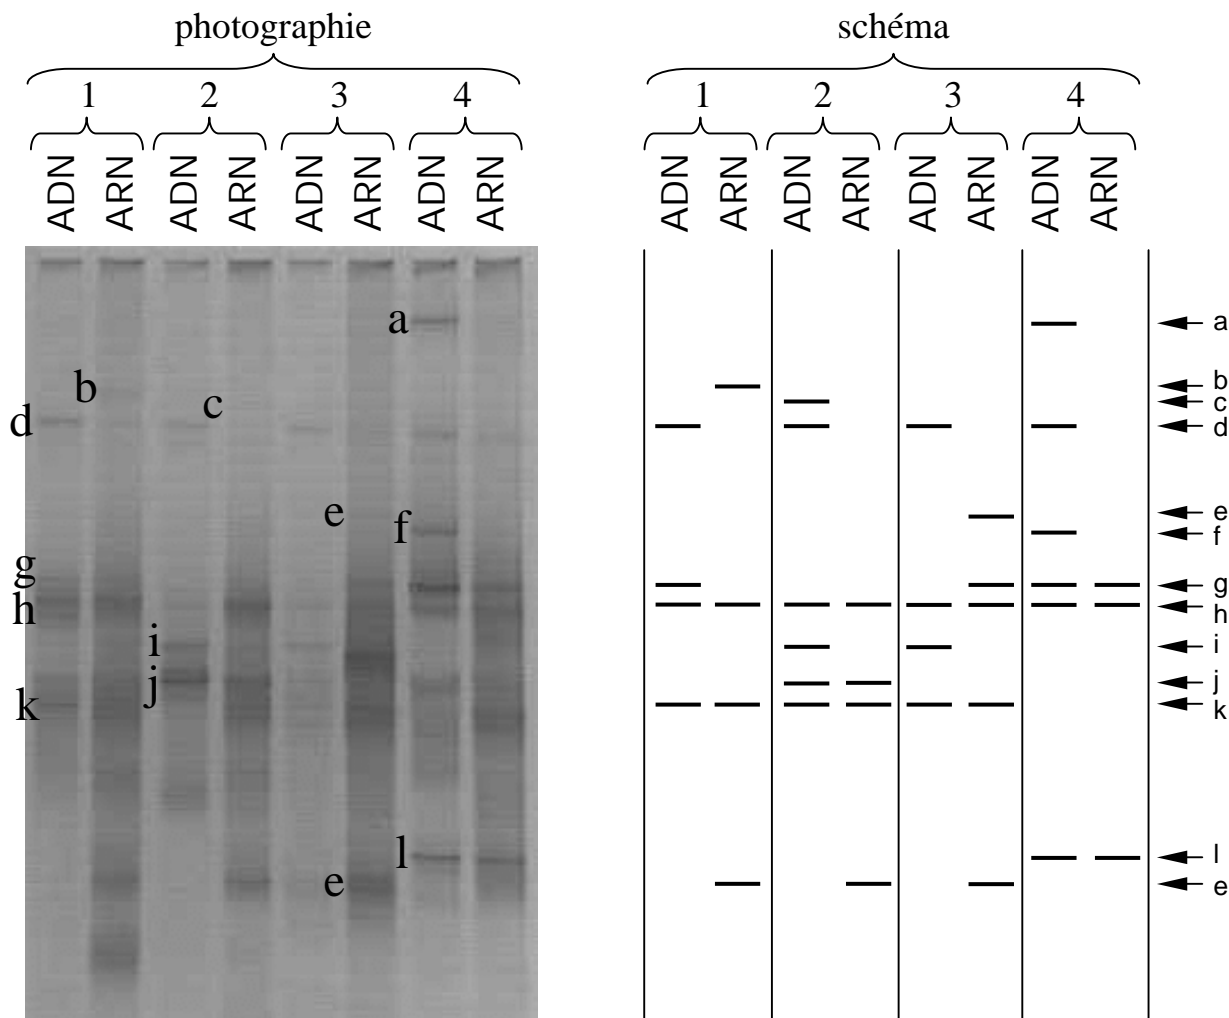 photographie schéma
1 2 3 4 1 2 3 4
ADN ARN ADN ARN ADN ARN ADN ARN ADN ARN ADN ARN ADN ARN ADN ARN
a a
b b
c c
d d
e e
f f
g g
h h
i i
j j
k k
l l
e e